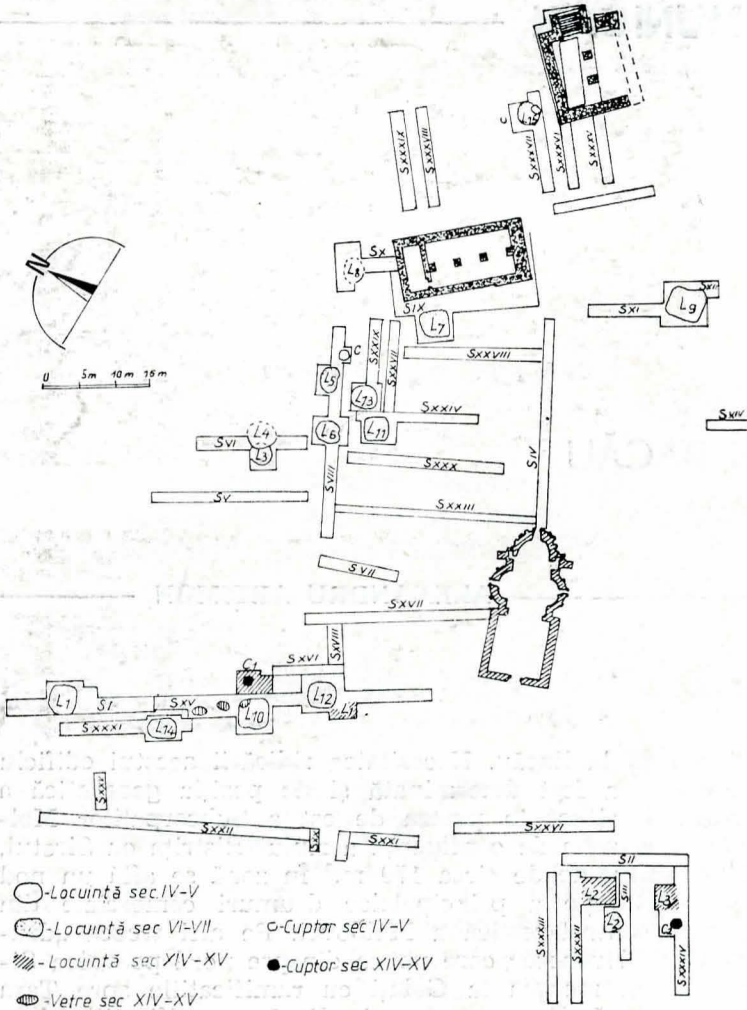 SXXXIX
SXXXVIII
C
SXXXVII
SXXXVI
SXXXV
N
SX
L8
SIX
L7
SXI
L9
SXII
0 5m 10m 15m
C
SXXIX
SXXVII
SXXVIII
L5
L13
SXXIV
SXIV
L4
SVI
L3
L6
L11
SVIII
SXXX
SIV
SV
SXXIII
SVII
SXVII
SXVIII
SXVI
C1
L1
SI
SXV
L10
L12
SXXXI
L14
SXXV
SXXII
SXX
SXXI
SXXVI
SII
L2
SIII
L3
L2
C2
SXXXIII
SXXXII
SXXXIV
-Locuință sec. IV-V
-Locuință sec VI-VII
-Cuptor sec IV-V
-Locuință sec XIV-XV
-Cuptor sec XIV-XV
-Vetre sec XIV-XV